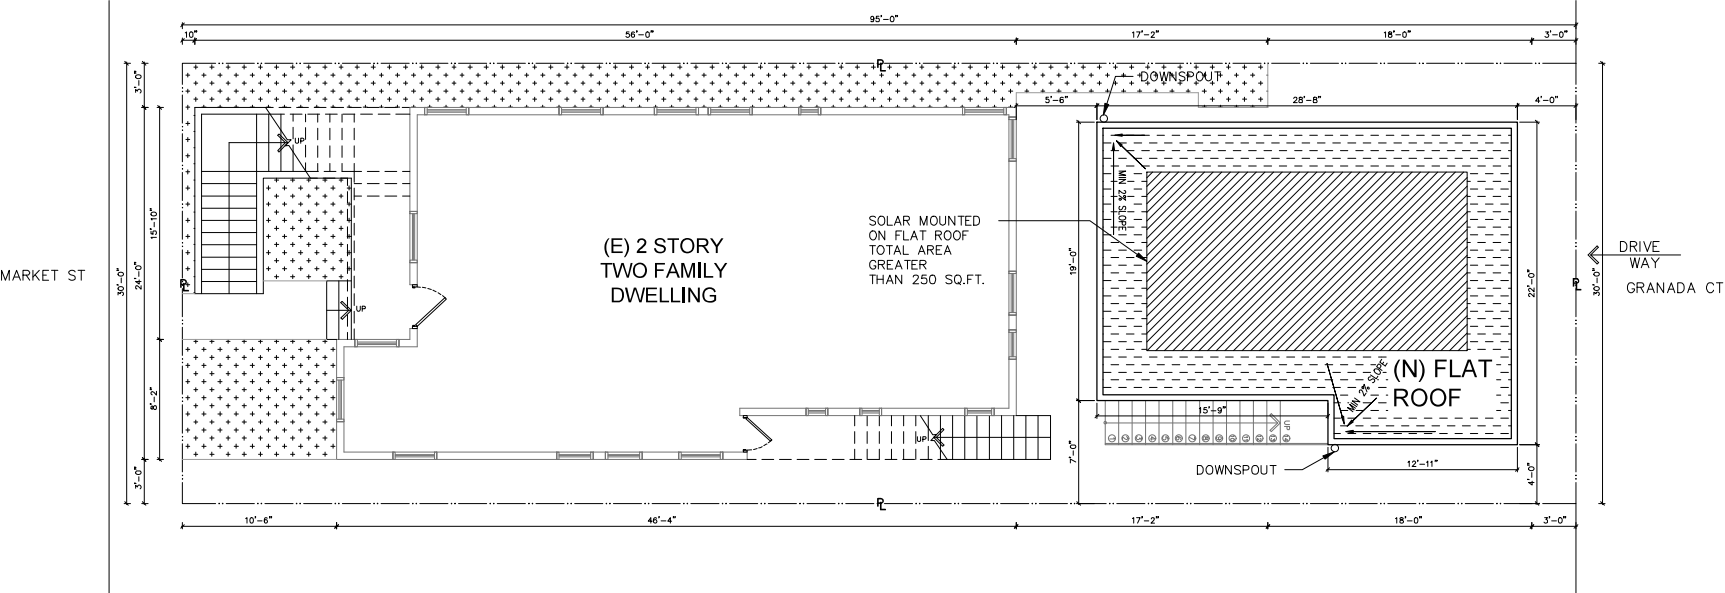 95'-0"
10"
56'-0"
17'-2"
18'-0"
3'-0"
PL
DOWNSPOUT
3'-0"
5'-6"
28'-8"
4'-0"
UP
MIN 2% SLOPE
15'-10"
SOLAR MOUNTED
ON FLAT ROOF
TOTAL AREA
GREATER
THAN 250 SQ.FT.
(E) 2 STORY
TWO FAMILY
DWELLING
DRIVE
WAY
MARKET ST
GRANADA CT
30'-0"
24'-0"
PL
19'-0"
22'-0"
PL
30'-0"
UP
(N) FLAT
ROOF
MIN 2% SLOPE
8'-2"
15'-9"
UP
UP
7'-0"
DOWNSPOUT
12'-11"
4'-0"
3'-0"
PL
10'-6"
46'-4"
17'-2"
18'-0"
3'-0"